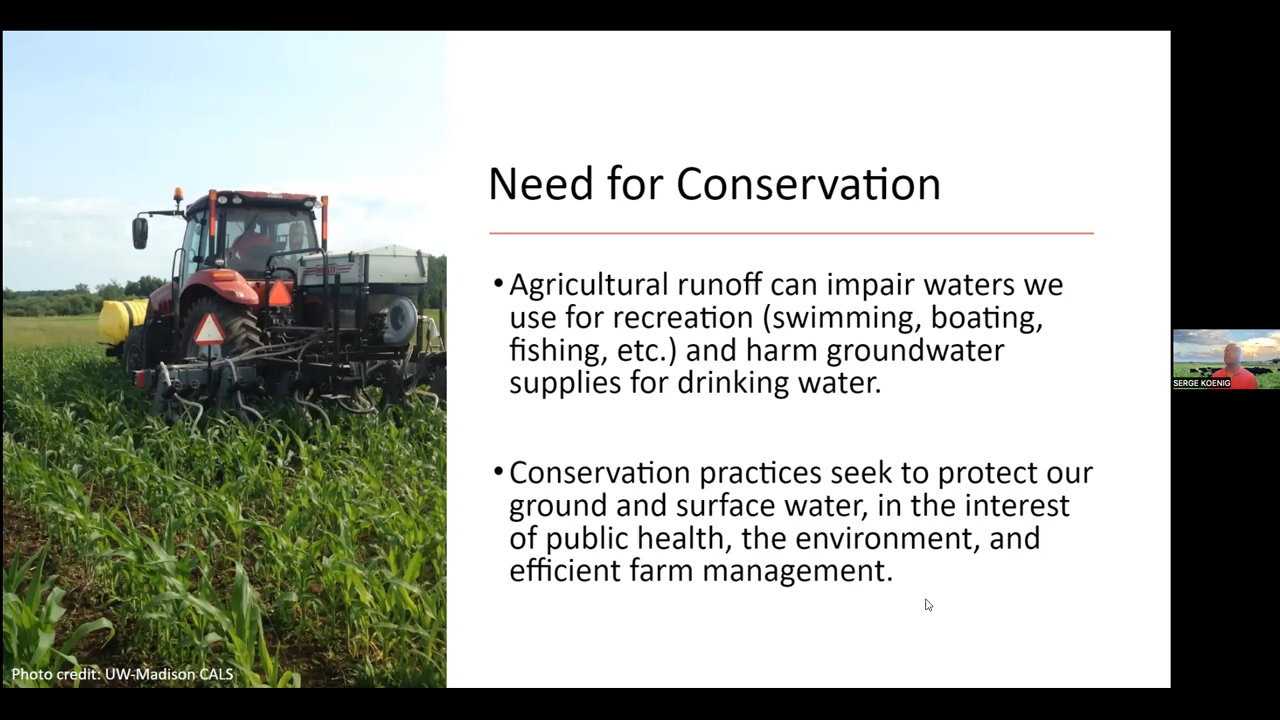 Need for Conservation
• Agricultural runoff can impair waters we
use for recreation (swimming, boating,
fishing, etc.) and harm groundwater
supplies for drinking water.
• Conservation practices seek to protect our
ground and surface water, in the interest
of public health, the environment, and
efficient farm management.
Photo credit: UW-Madison CALS
SERGE KOENIG